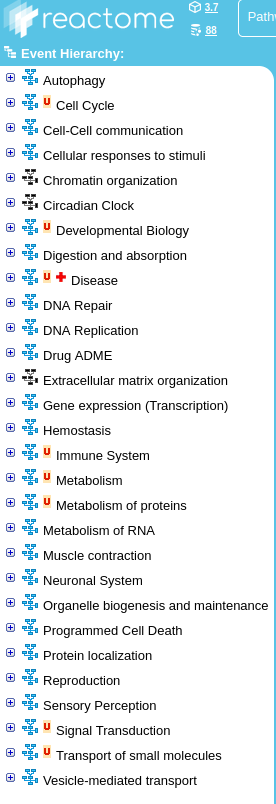 reactome
3.7
88
Path
Event Hierarchy:
Autophagy
U Cell Cycle
Cell-Cell communication
Cellular responses to stimuli
Chromatin organization
Circadian Clock
U Developmental Biology
Digestion and absorption
U Disease
DNA Repair
DNA Replication
Drug ADME
Extracellular matrix organization
Gene expression (Transcription)
Hemostasis
U Immune System
U Metabolism
U Metabolism of proteins
Metabolism of RNA
Muscle contraction
Neuronal System
Organelle biogenesis and maintenance
Programmed Cell Death
Protein localization
Reproduction
Sensory Perception
U Signal Transduction
U Transport of small molecules
Vesicle-mediated transport